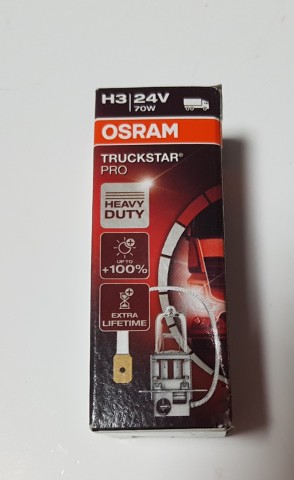 H3 24V
70W
OSRAM
TRUCKSTAR®
PRO
HEAVY
DUTY
UP TO
+100%
EXTRA
LIFETIME